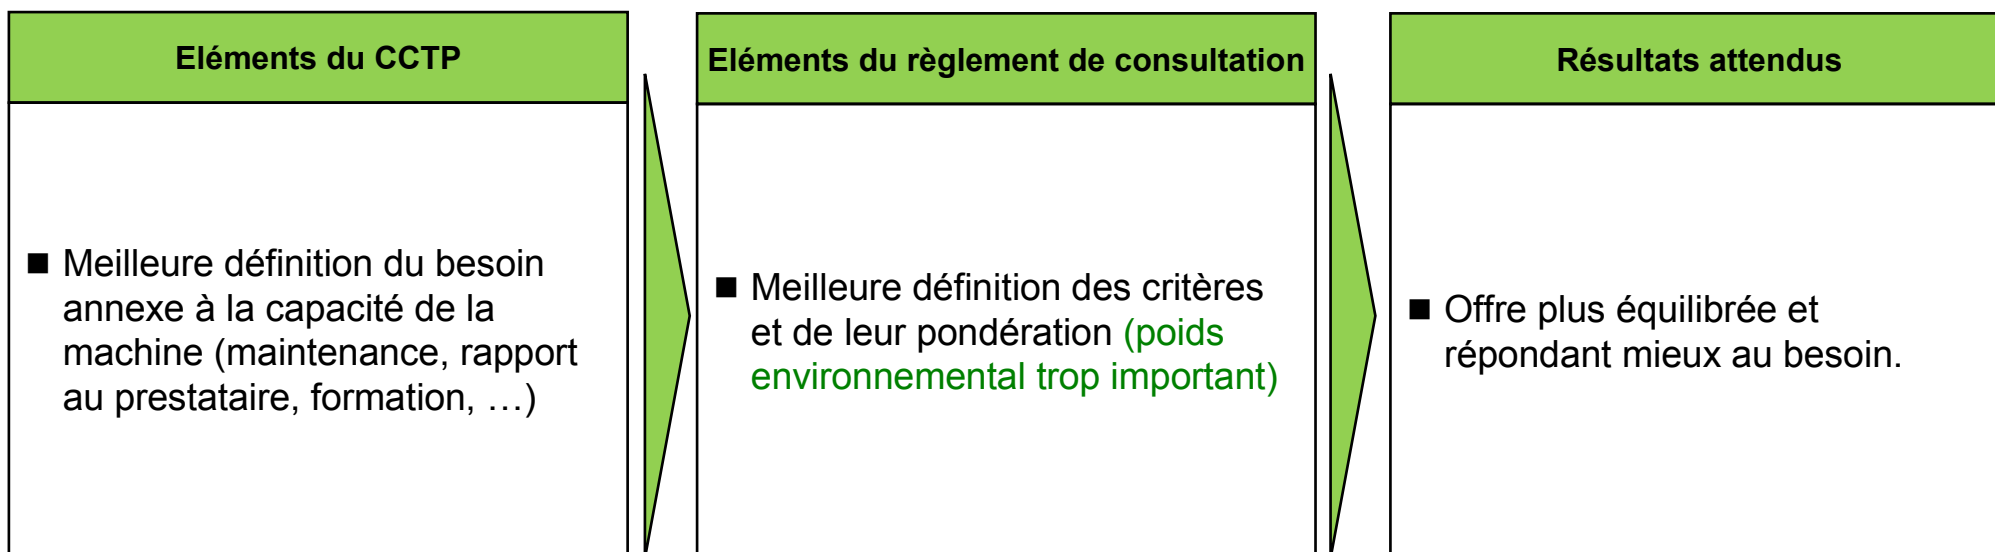 Eléments du CCTP
Meilleure définition du besoin
annexe à la capacité de la
machine (maintenance, rapport
au prestataire, formation, …)
Eléments du règlement de consultation
Meilleure définition des critères
et de leur pondération (poids
environnemental trop important)
Résultats attendus
Offre plus équilibrée et
répondant mieux au besoin.